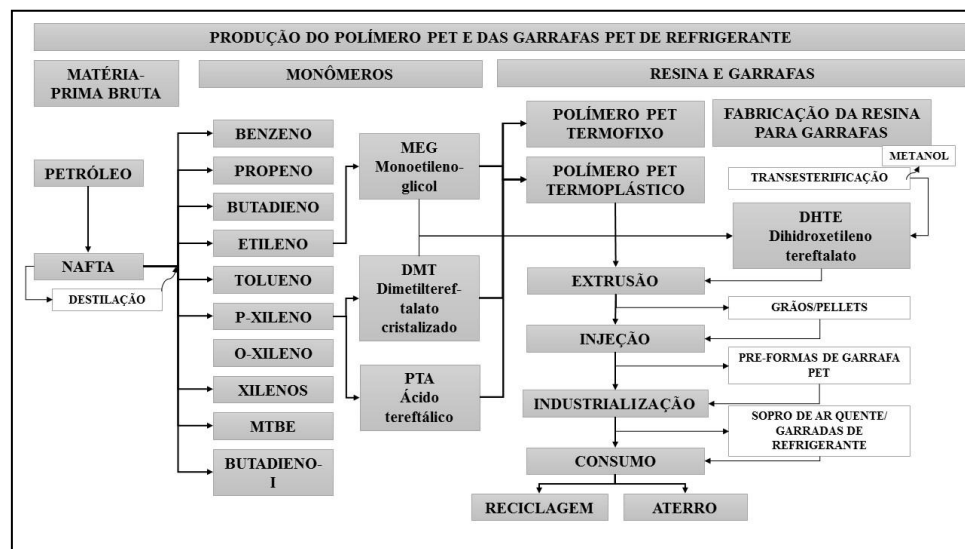 PRODUÇÃO DO POLÍMERO PET E DAS GARRAFAS PET DE REFRIGERANTE
MATÉRIA-
PRIMA BRUTA
MONÔMEROS
RESINA E GARRAFAS
PETRÓLEO
NAFTA
DESTILAÇÃO
BENZENO
PROPENO
BUTADIENO
ETILENO
TOLUENO
P-XILENO
O-XILENO
XILENOS
MTBE
BUTADIENO-
I
MEG
Monoetileno-
glicol
DMT
Dimetiltteref-
talato
cristalizado
PTA
Ácido
tereftálico
POLÍMERO PET
TERMOFIXO
POLÍMERO PET
TERMOPLÁSTICO
EXTRUSÃO
INJEÇÃO
INDUSTRIALIZAÇÃO
CONSUMO
RECICLAGEM
ATERRO
FABRICAÇÃO DA RESINA
PARA GARRAFAS
METANOL
TRANSESTERIFICAÇÃO
DHTE
Dihidroxetileno
tereftalato
GRÃOS/PELLETS
PRE-FORMAS DE GARRAFA
PET
SOPRO DE AR QUENTE/
GARRADAS DE
REFRIGERANTE